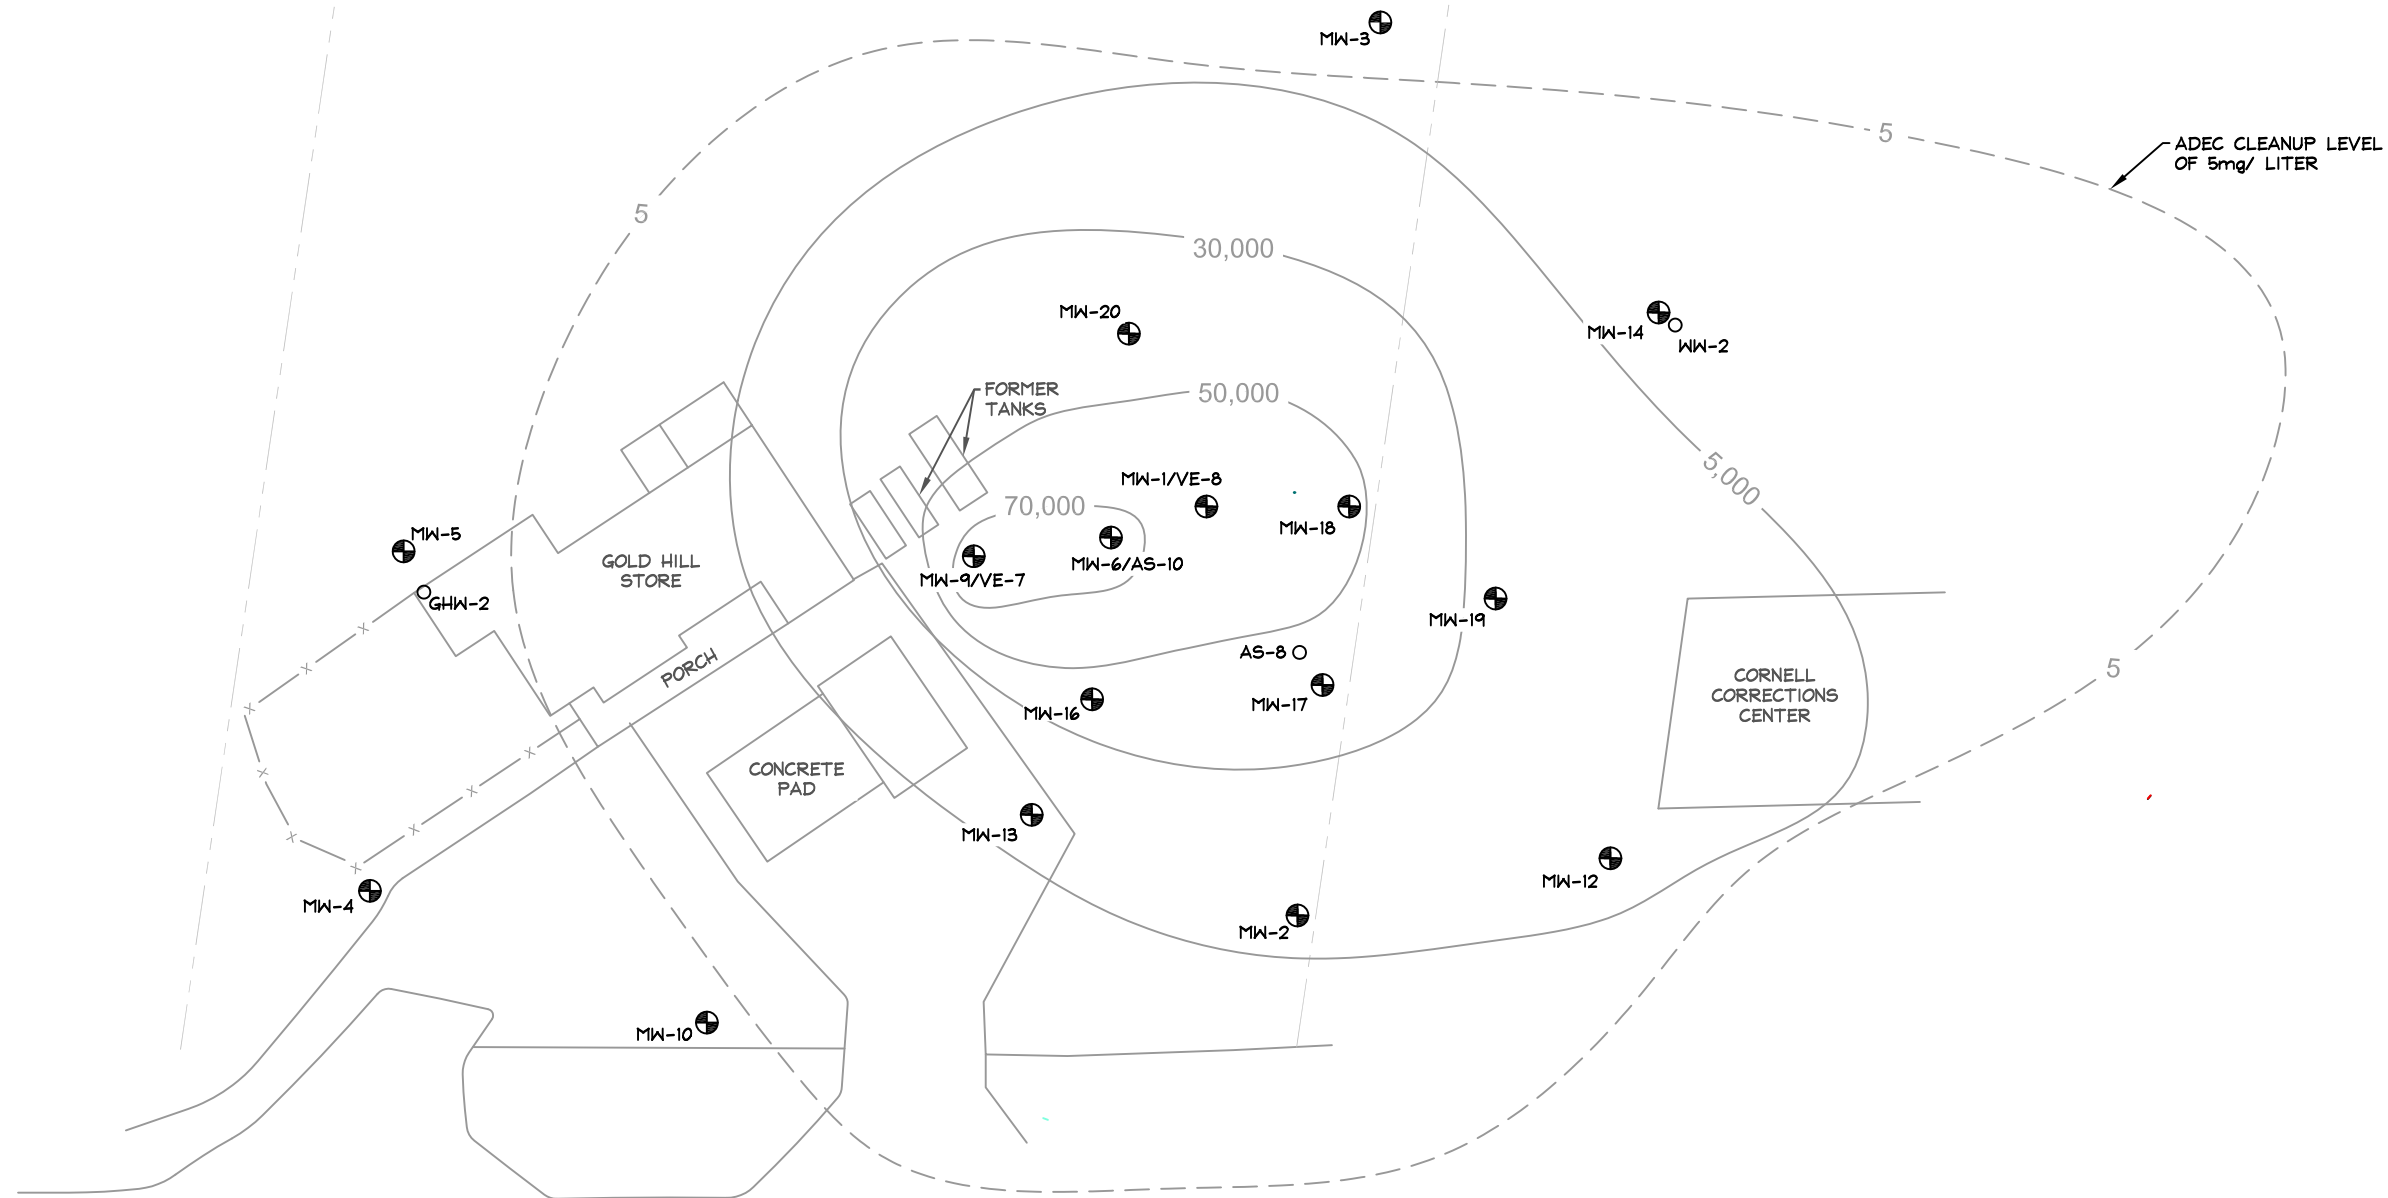 MW-3
5
ADEC CLEANUP LEVEL
OF 5mg/ LITER
5
30,000
MW-20
MW-14
WW-2
FORMER
TANKS
50,000
5,000
MW-1/VE-8
70,000
MW-18
MW-5
MW-6/AS-10
GOLD HILL
STORE
MW-9/VE-7
GHW-2
MW-19
AS-8
PORCH
5
CORNELL
CORRECTIONS
CENTER
MW-17
MW-16
CONCRETE
PAD
MW-13
MW-12
MW-4
MW-2
MW-10